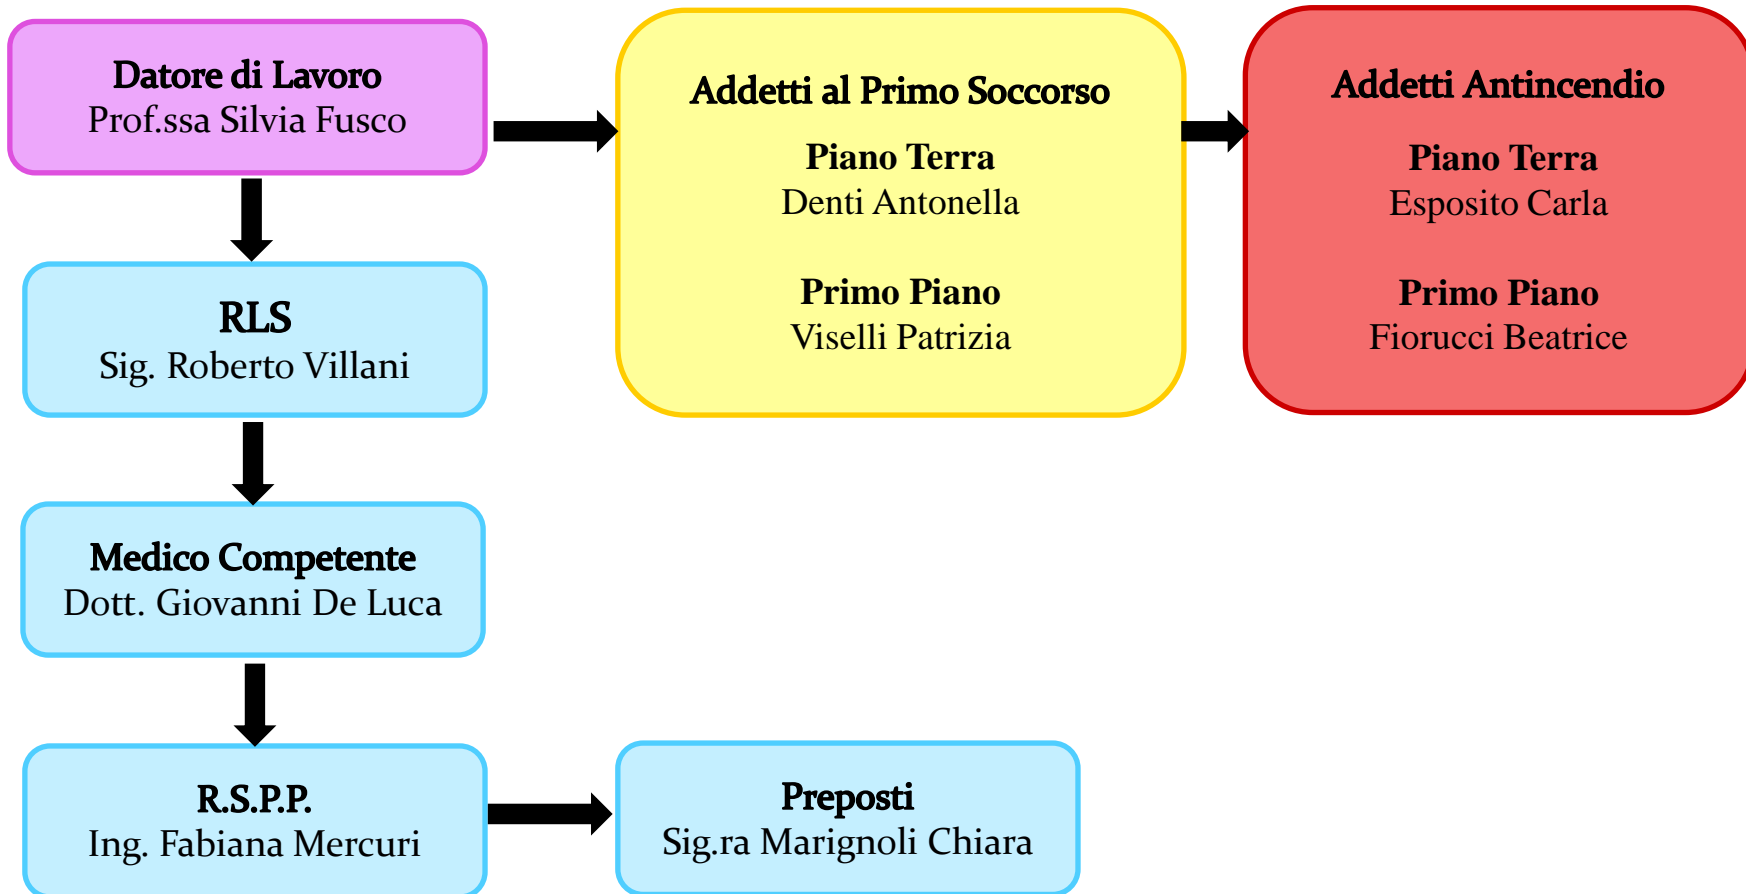 Datore di Lavoro
Prof.ssa Silvia Fusco
Addetti al Primo Soccorso
Piano Terra
Denti Antonella
Primo Piano
Viselli Patrizia
Addetti Antincendio
Piano Terra
Esposito Carla
Primo Piano
Fiorucci Beatrice
RLS
Sig. Roberto Villani
Medico Competente
Dott. Giovanni De Luca
R.S.P.P.
Ing. Fabiana Mercuri
Preposti
Sig.ra Marignoli Chiara